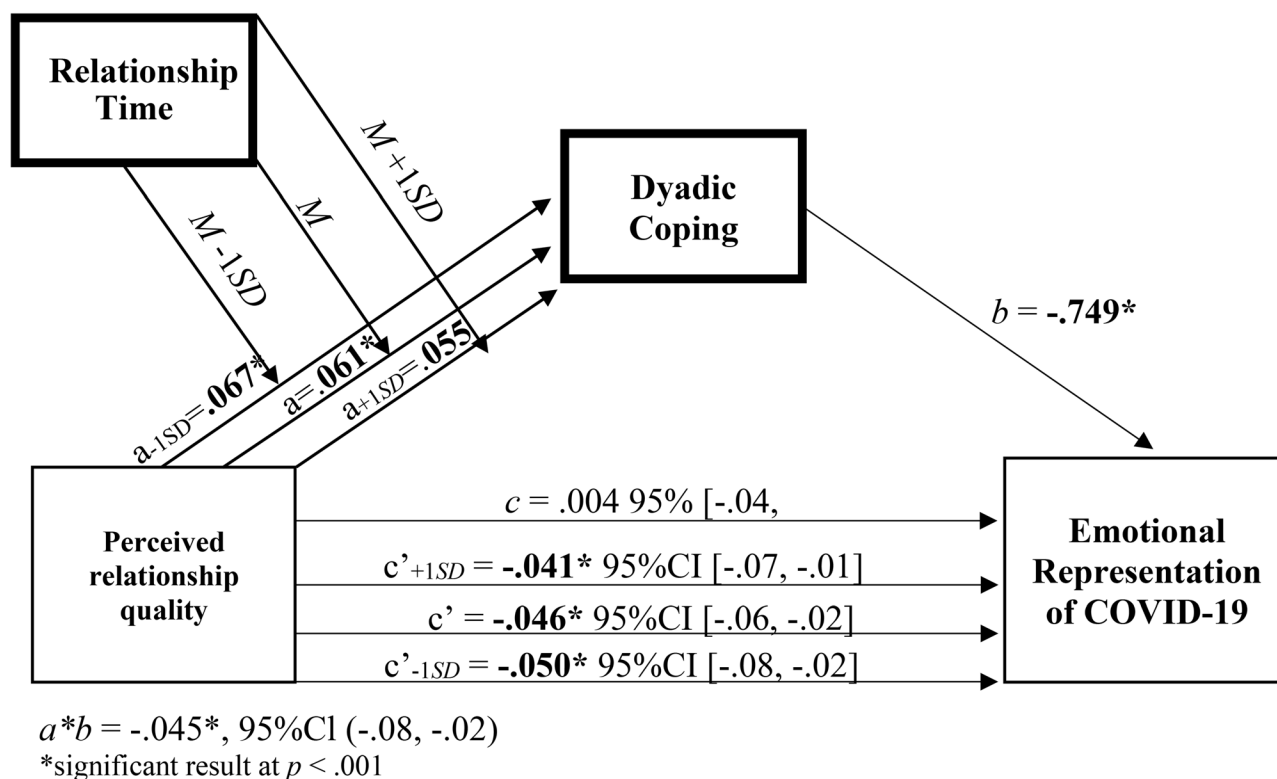 Relationship
Time
M -1SD
M
M +1SD
Dyadic
Coping
b = -.749*
a-1SD=.067*
a=.061*
a+1SD=.055
Perceived
relationship
quality
c = .004 95% [-.04,
c’+1SD = -.041* 95%CI [-.07, -.01]
c’ = -.046* 95%CI [-.06, -.02]
c’-1SD = -.050* 95%CI [-.08, -.02]
Emotional
Representation
of COVID-19
a*b = -.045*, 95%Cl (-.08, -.02)
*significant result at p < .001